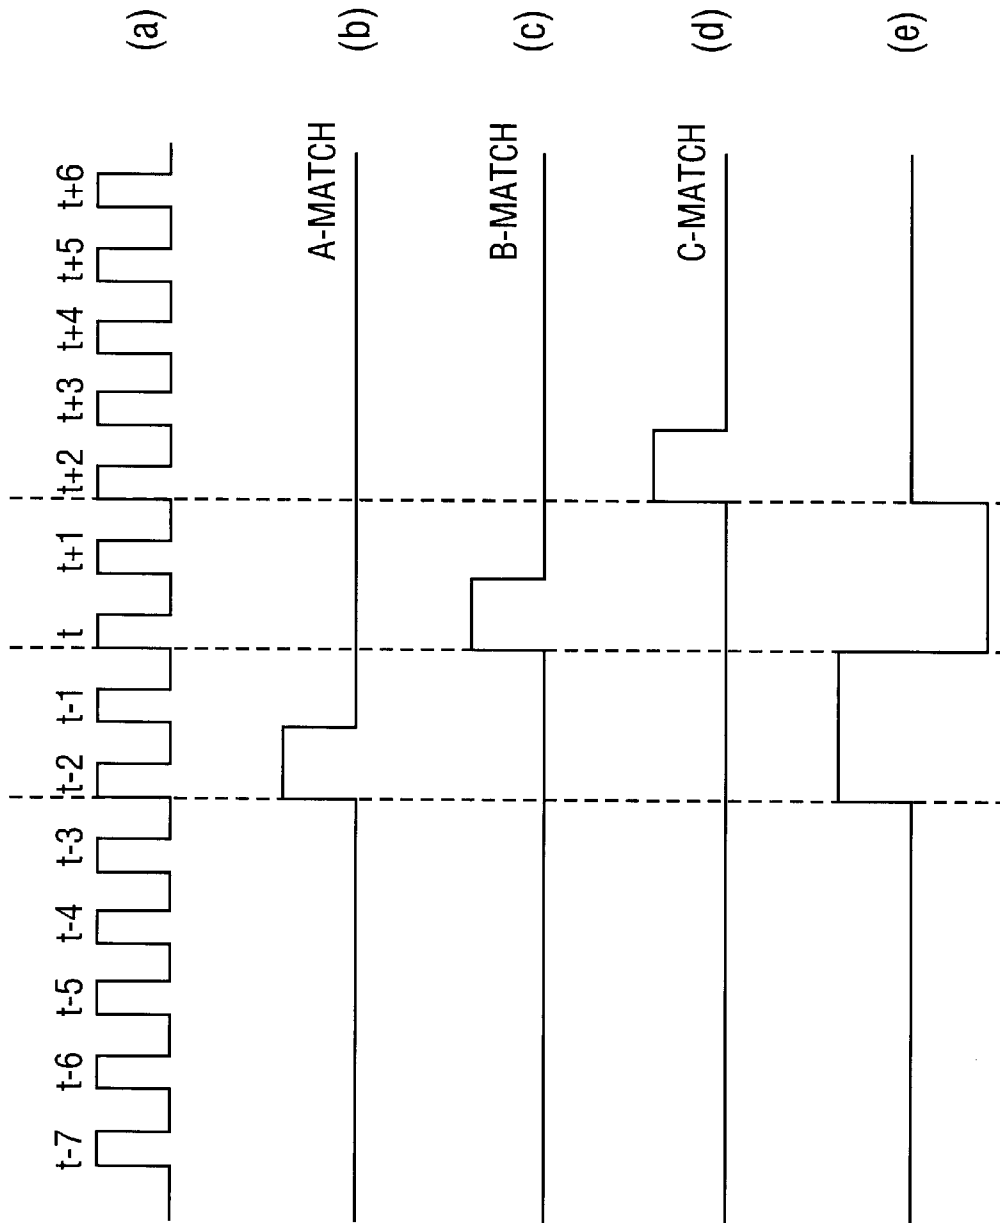 t-7 t-6 t-5 t-4 t-3 t-2 t-1 t t+1 t+2 t+3 t+4 t+5 t+6 (a)
A-MATCH (b)
B-MATCH (c)
C-MATCH (d)
(e)